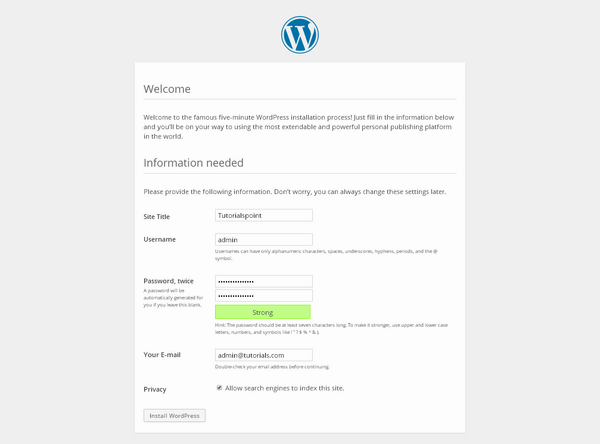 Welcome
Welcome to the famous five-minute WordPress installation process! Just fill in the information below
and you'll be on your way to using the most extendable and powerful personal publishing platform
in the world.
Information needed
Please provide the following information. Don't worry, you can always change these settings later.
Site Title
Tutorialspoint
Username
admin
Usernames can have only alphanumeric characters, spaces, underscores, hyphens, periods, and the @
symbol.
Password, twice
A password will be
automatically generated for
you if you leave this blank.
•••••••••••••••
•••••••••••••••
Strong
Hint: The password should be at least seven characters long. To make it stronger, use upper and lower case
letters, numbers, and symbols like ! " ? $ % ^ & ).
Your E-mail
admin@tutorials.com
Double-check your email address before continuing.
Privacy
Allow search engines to index this site.
Install WordPress